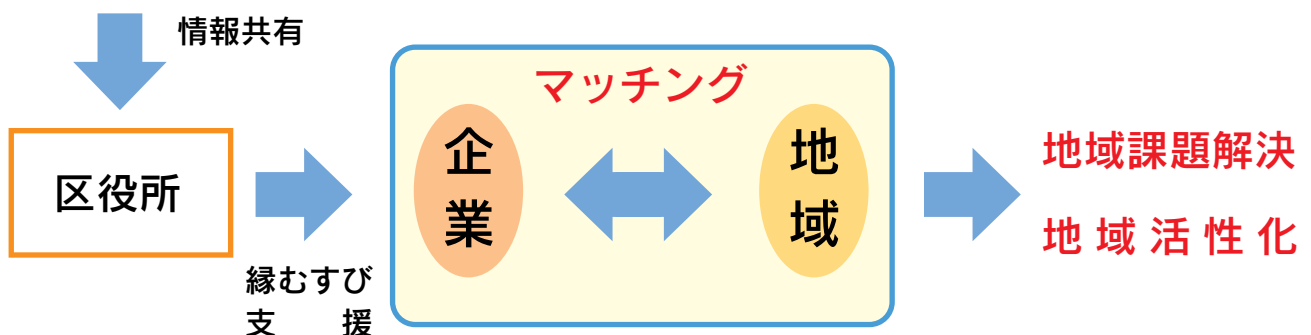 情報共有
マッチング
区役所
企業
地域
縁むすび
支援
地域課題解決
地域活性化